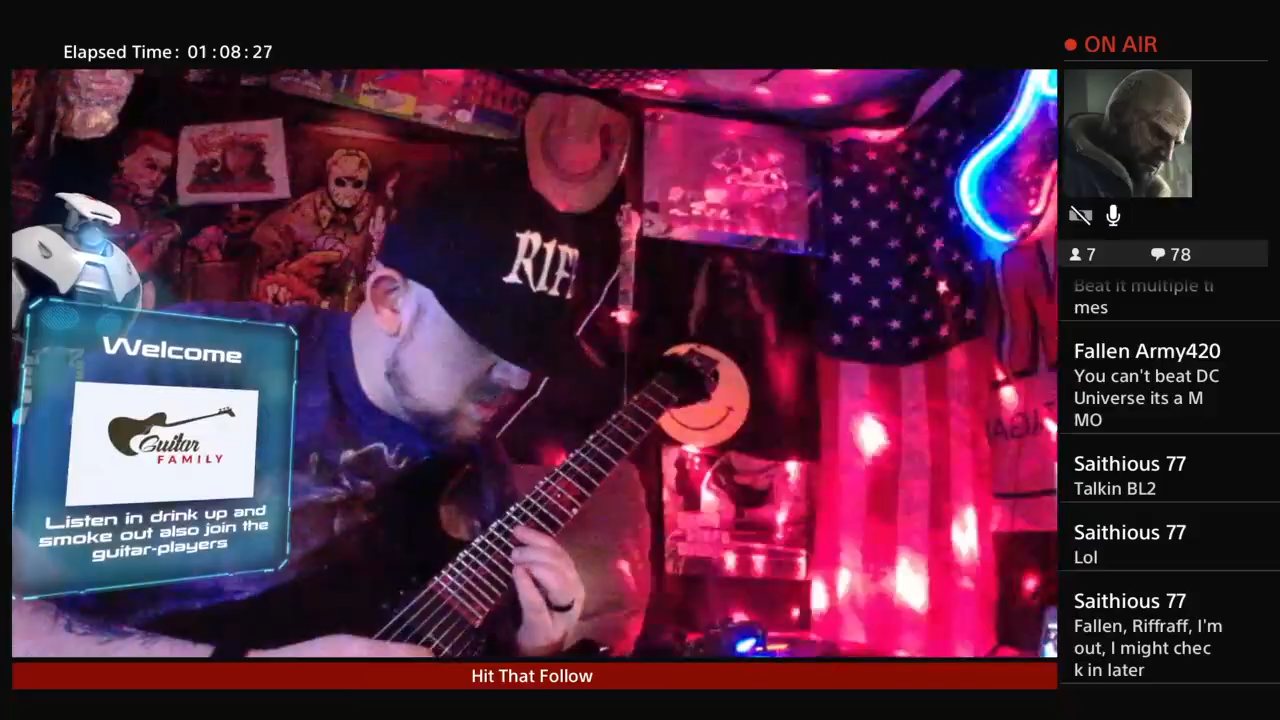 Elapsed Time: 01:08:27
ON AIR
7 78
Beat it multiple ti
mes
Fallen Army420
You can't beat DC
Universe its a M
MO
Saithious 77
Talkin BL2
Saithious 77
Lol
Saithious 77
Fallen, Riffraff, I'm
out, I might chec
k in later
RIF
Welcome
Guitar
FAMILY
Listen in drink up and
smoke out also join the
guitar-players
Hit That Follow